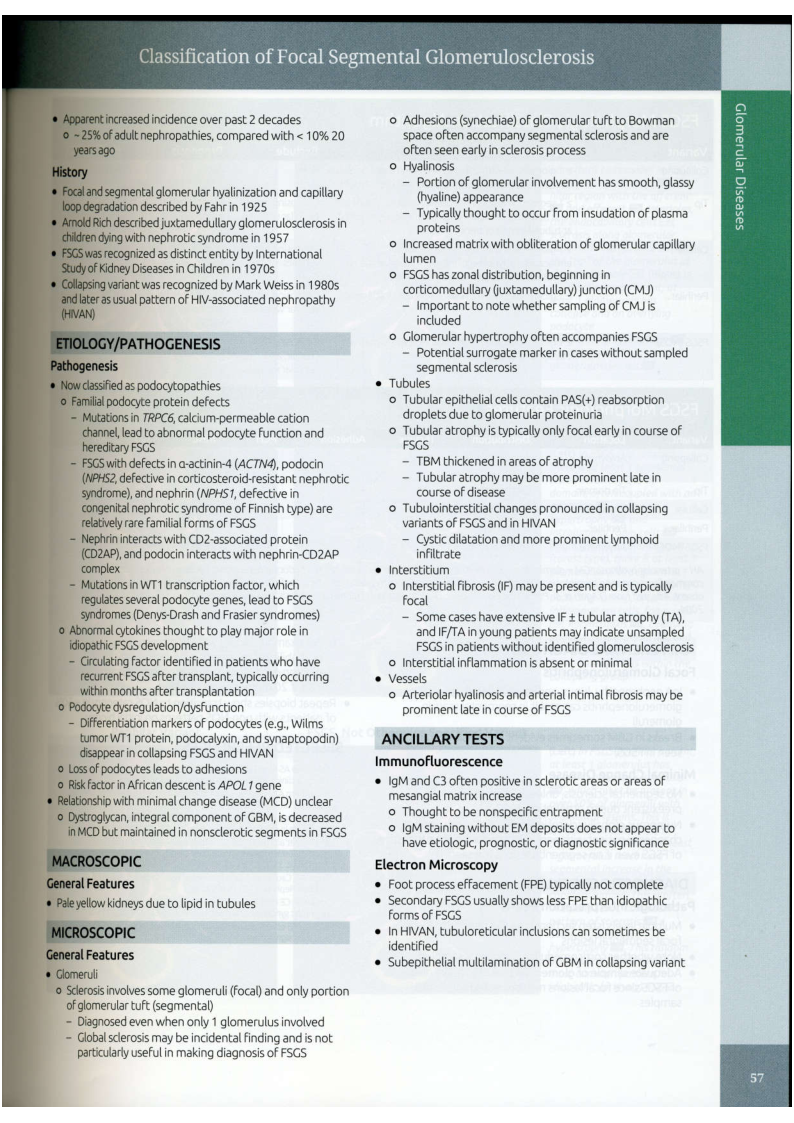 Classification of Focal Segmental Glomerulosclerosis
• Apparent increased incidence over past 2 decades
o ~ 25% of adult nephropathies, compared with < 10% 20
years ago
History
• Focal and segmental glomerular hyalinization and capillary
loop degradation described by Fahr in 1925
• Arnold Rich described juxtamedullary glomerulosclerosis in
children dying with nephrotic syndrome in 1957
• FSGS was recognized as distinct entity by International
Study of Kidney Diseases in Children in 1970s
• Collapsing variant was recognized by Mark Weiss in 1980s
and later as usual pattern of HIV-associated nephropathy
(HIVAN)
ETIOLOGY/PATHOGENESIS
Pathogenesis
• Now classified as podocytopathies
o Familial podocyte protein defects
– Mutations in TRPC6, calcium-permeable cation
channel, lead to abnormal podocyte function and
hereditary FSGS
– FSGS with defects in α-actinin-4 (ACTN4), podocin
(NPHS2, defective in corticosteroid-resistant nephrotic
syndrome), and nephrin (NPHS1, defective in
congenital nephrotic syndrome of Finnish type) are
relatively rare familial forms of FSGS
– Nephrin interacts with CD2-associated protein
(CD2AP), and podocin interacts with nephrin-CD2AP
complex
– Mutations in WT1 transcription factor, which
regulates several podocyte genes, lead to FSGS
syndromes (Denys-Drash and Frasier syndromes)
o Abnormal cytokines thought to play major role in
idiopathic FSGS development
– Circulating factor identified in patients who have
recurrent FSGS after transplant, typically occurring
within months after transplantation
o Podocyte dysregulation/dysfunction
– Differentiation markers of podocytes (e.g., Wilms
tumor WT1 protein, podocalyxin, and synaptopodin)
disappear in collapsing FSGS and HIVAN
o Loss of podocytes leads to adhesions
o Risk factor in African descent is APOL1 gene
• Relationship with minimal change disease (MCD) unclear
o Dystroglycan, integral component of GBM, is decreased
in MCD but maintained in nonsclerotic segments in FSGS
MACROSCOPIC
General Features
• Pale yellow kidneys due to lipid in tubules
MICROSCOPIC
General Features
• Glomeruli
o Sclerosis involves some glomeruli (focal) and only portion
of glomerular tuft (segmental)
– Diagnosed even when only 1 glomerulus involved
– Global sclerosis may be incidental finding and is not
particularly useful in making diagnosis of FSGS
o Adhesions (synechiae) of glomerular tuft to Bowman
space often accompany segmental sclerosis and are
often seen early in sclerosis process
o Hyalinosis
– Portion of glomerular involvement has smooth, glassy
(hyaline) appearance
– Typically thought to occur from insudation of plasma
proteins
o Increased matrix with obliteration of glomerular capillary
lumen
o FSGS has zonal distribution, beginning in
corticomedullary (juxtamedullary) junction (CMJ)
– Important to note whether sampling of CMJ is
included
o Glomerular hypertrophy often accompanies FSGS
– Potential surrogate marker in cases without sampled
segmental sclerosis
• Tubules
o Tubular epithelial cells contain PAS(+) reabsorption
droplets due to glomerular proteinuria
o Tubular atrophy is typically only focal early in course of
FSGS
– TBM thickened in areas of atrophy
– Tubular atrophy may be more prominent late in
course of disease
o Tubulointerstitial changes pronounced in collapsing
variants of FSGS and in HIVAN
– Cystic dilatation and more prominent lymphoid
infiltrate
• Interstitium
o Interstitial fibrosis (IF) may be present and is typically
focal
– Some cases have extensive IF ± tubular atrophy (TA),
and IF/TA in young patients may indicate unsampled
FSGS in patients without identified glomerulosclerosis
o Interstitial inflammation is absent or minimal
• Vessels
o Arteriolar hyalinosis and arterial intimal fibrosis may be
prominent late in course of FSGS
ANCILLARY TESTS
Immunofluorescence
• IgM and C3 often positive in sclerotic areas or areas of
mesangial matrix increase
o Thought to be nonspecific entrapment
o IgM staining without EM deposits does not appear to
have etiologic, prognostic, or diagnostic significance
Electron Microscopy
• Foot process effacement (FPE) typically not complete
• Secondary FSGS usually shows less FPE than idiopathic
forms of FSGS
• In HIVAN, tubuloreticular inclusions can sometimes be
identified
• Subepithelial multilamination of GBM in collapsing variant
Glomerular Diseases
57